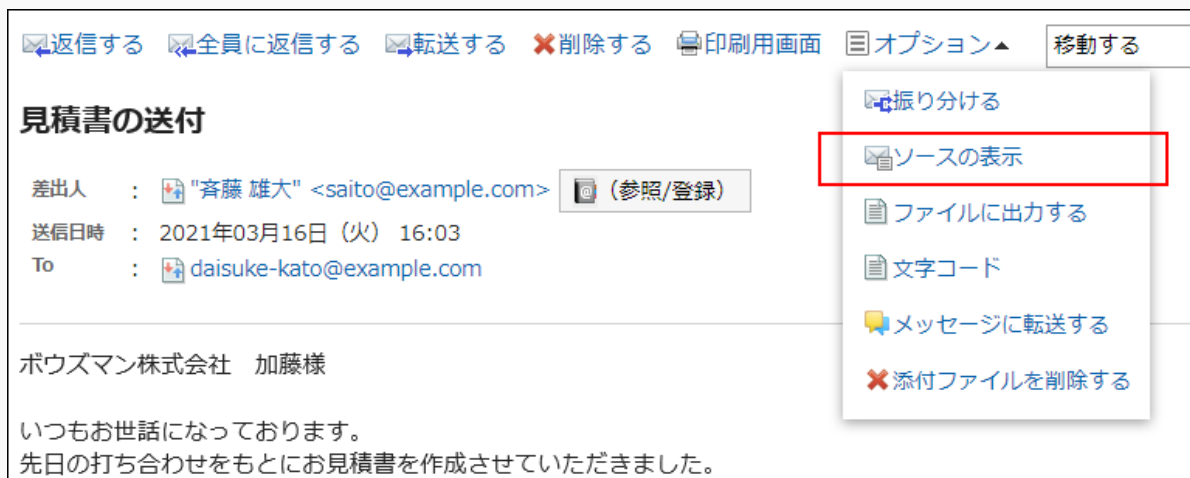 返信する 全員に返信する 転送する 削除する 印刷用画面 オプション▲ 移動する
振り分ける
見積書の送付
ソースの表示
差出人 : "斉藤 雄大" <saito@example.com> (参照/登録)
ファイルに出力する
送信日時 : 2021年03月16日（火） 16:03
To : daisuke-kato@example.com
文字コード
メッセージに転送する
ボウズマン株式会社　加藤様
添付ファイルを削除する
いつもお世話になっております。
先日の打ち合わせをもとにお見積書を作成させていただきました。